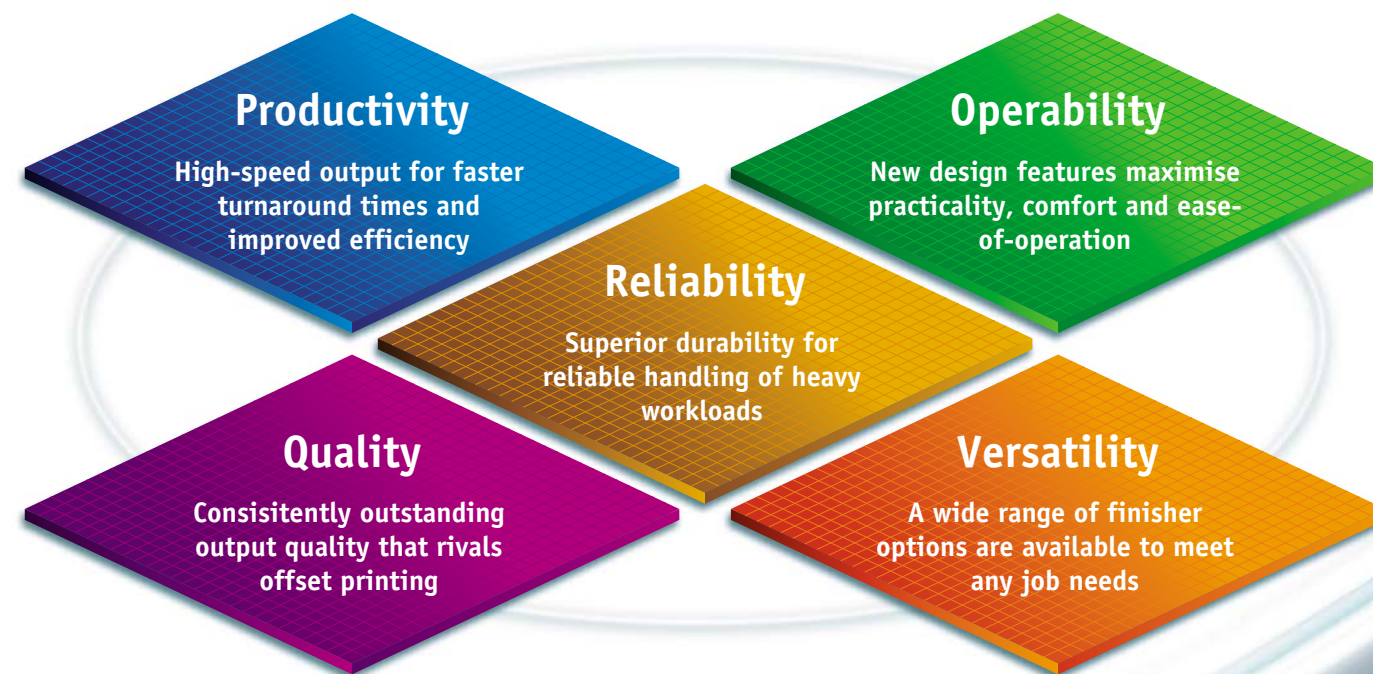 Productivity
High-speed output for faster
turnaround times and
improved efficiency
Operability
New design features maximise
practicality, comfort and ease-
of-operation
Reliability
Superior durability for
reliable handling of heavy
workloads
Quality
Consisitently outstanding
output quality that rivals
offset printing
Versatility
A wide range of finisher
options are available to meet
any job needs